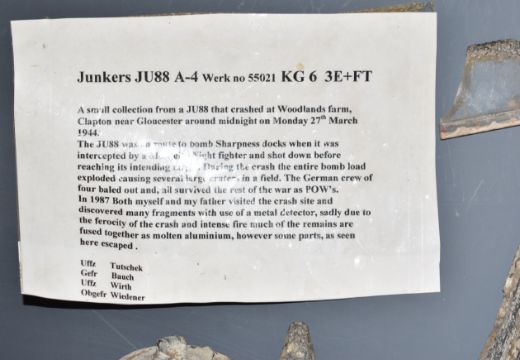 Junkers JU88 A-4 Werk no 55021 KG 6 3E+FT
A small collection from a JU88 that crashed at Woodlands farm,
Clapton near Gloucester around midnight on Monday 27th March
1944.
The JU88 was en route to bomb Sharpness docks when it was
intercepted by a night fighter and shot down before
reaching its intending target. During the crash the entire bomb load
exploded causing several large craters in a field. The German crew of
four baled out and, all survived the rest of the war as POW's.
In 1987 Both myself and my father visited the crash site and
discovered many fragments with use of a metal detector, sadly due to
the ferocity of the crash and intense fire much of the remains are
fused together as molten aluminium, however some parts, as seen
here escaped .
Uffz Tutschek
Gefr Bauch
Uffz Wirth
Obgefr Wiedener